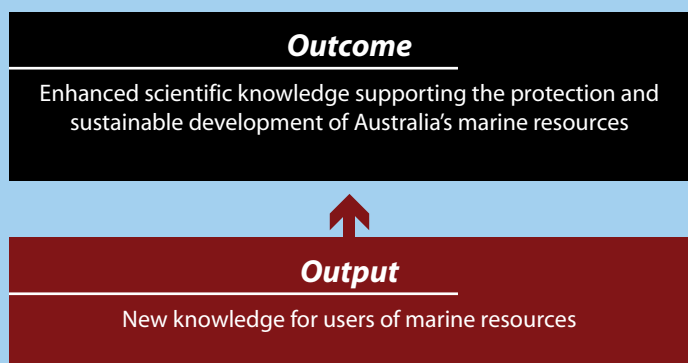 Outcome
Enhanced scientific knowledge supporting the protection and
sustainable development of Australia’s marine resources
Output
New knowledge for users of marine resources